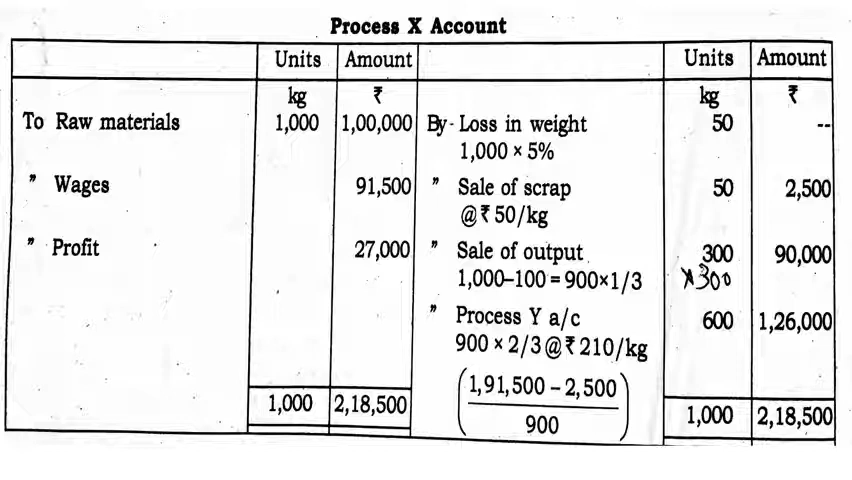 Process X Account
Units Amount Units Amount
kg ₹ kg ₹
To Raw materials 1,000 1,00,000 By Loss in weight 50 --
1,000 × 5%
" Wages 91,500 " Sale of scrap 50 2,500
@ ₹ 50/kg
" Profit 27,000 " Sale of output 300 90,000
1,000–100 = 900×1/3 ×300
" Process Y a/c 600 1,26,000
900 × 2/3 @ ₹ 210/kg
(1,91,500 – 2,500
1,000 2,18,500 900) 1,000 2,18,500